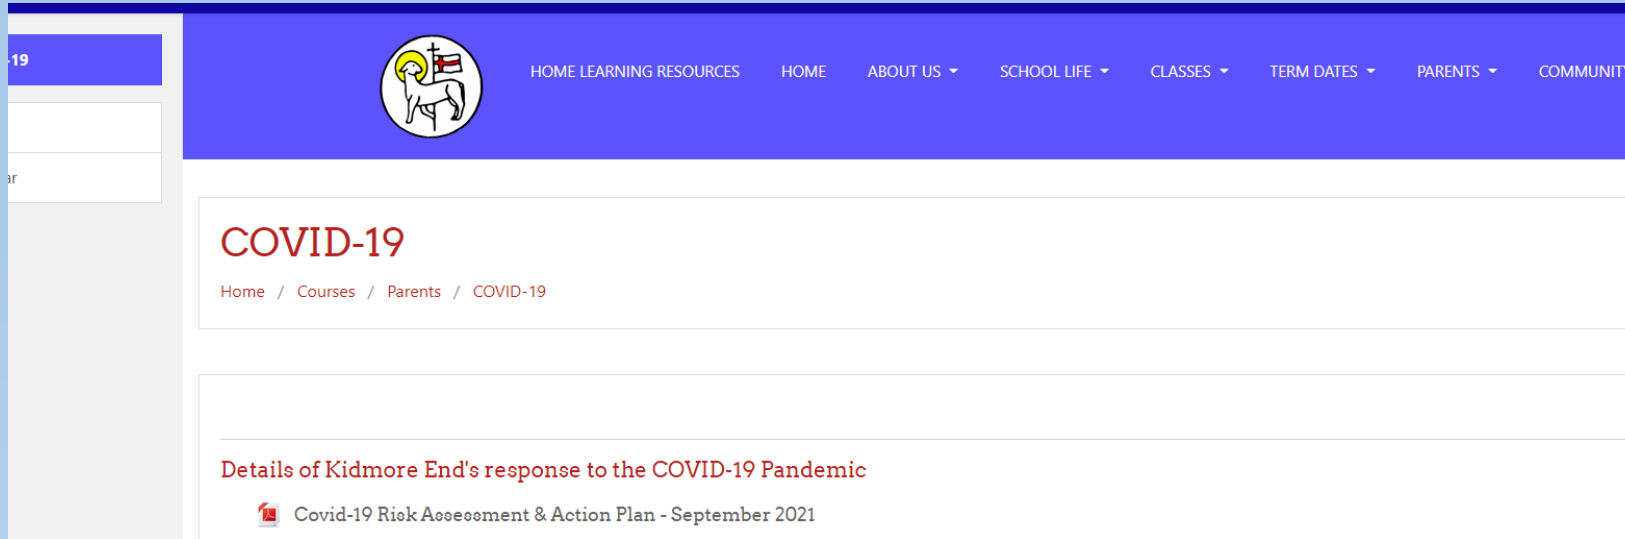 -19
ar
HOME LEARNING RESOURCES HOME ABOUT US SCHOOL LIFE CLASSES TERM DATES PARENTS COMMUNITY
COVID-19
Home / Courses / Parents / COVID-19
Details of Kidmore End's response to the COVID-19 Pandemic
Covid-19 Risk Assessment & Action Plan - September 2021